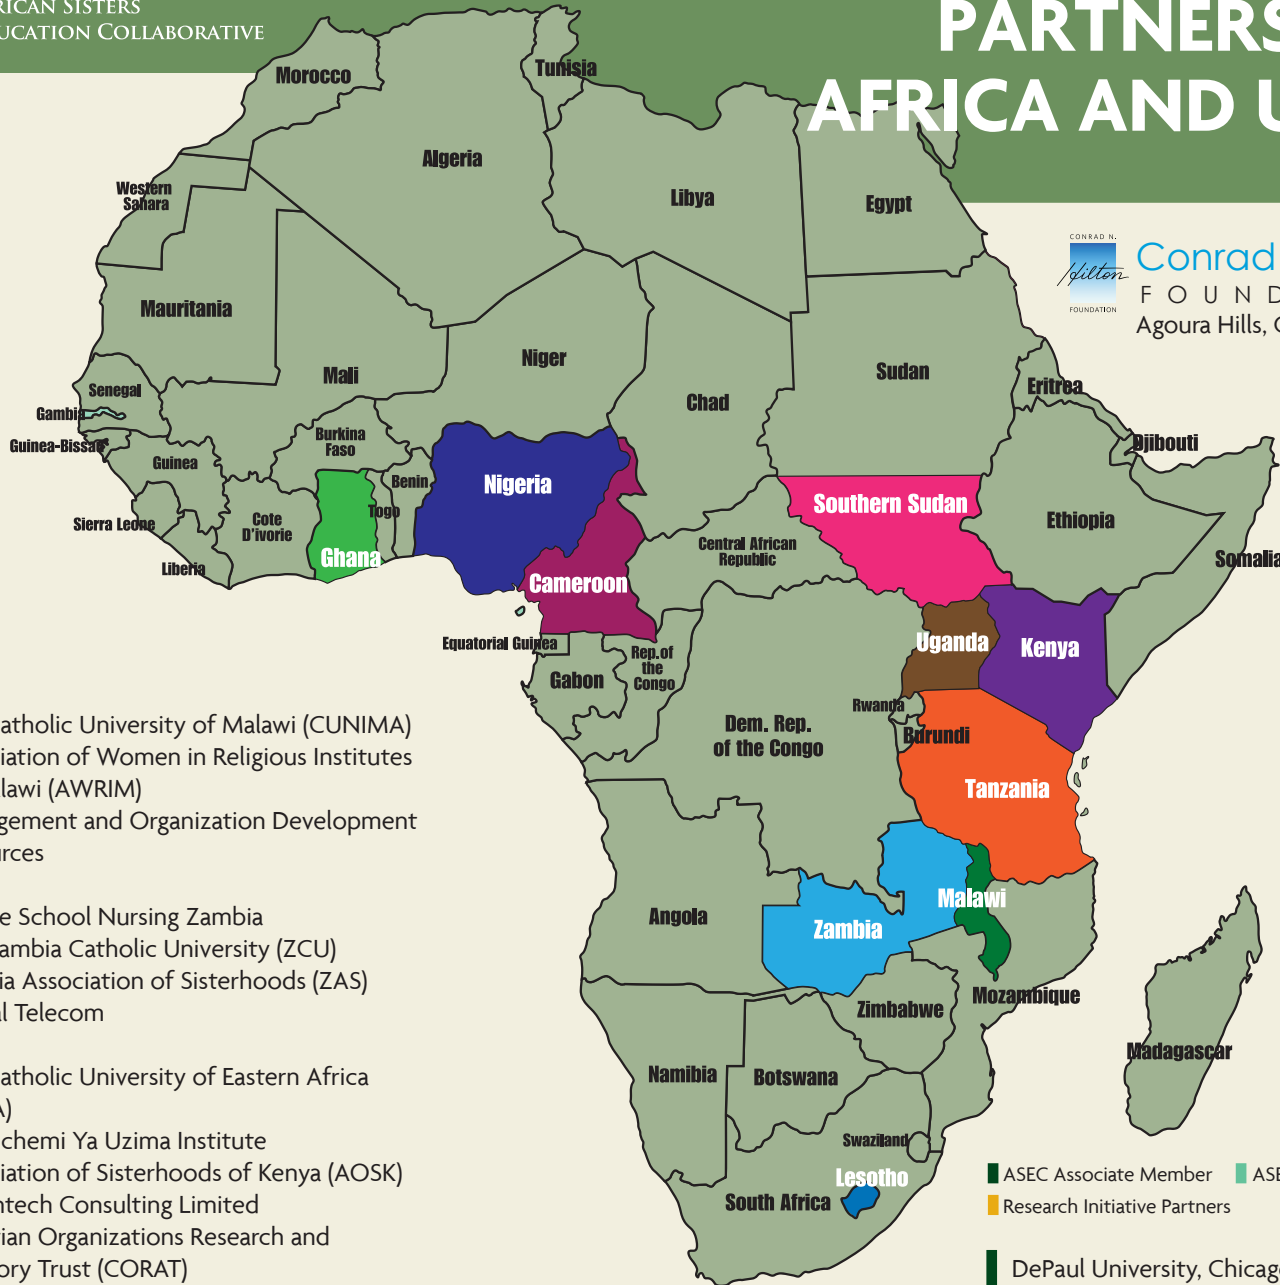 RICAN SISTERS
UCATION COLLABORATIVE
PARTNERS
AFRICA AND U
CONRAD N.
Hilton
FOUNDATION
Conrad
FOUND
Agoura Hills, C
Morocco
Tunisia
Algeria
Libya
Egypt
Western
Sahara
Mauritania
Mali
Niger
Chad
Sudan
Eritrea
Djibouti
Senegal
Gambia
Guinea-Bissau
Guinea
Burkina
Faso
Benin
Nigeria
Southern Sudan
Ethiopia
Somalia
Sierra Leone
Cote
D'ivorie
Togo
Ghana
Liberia
Cameroon
Central African
Republic
Equatorial Guinea
Gabon
Rep.of
the
Congo
Uganda
Kenya
Rwanda
Burundi
Dem. Rep.
of the Congo
Tanzania
Angola
Zambia
Malawi
Mozambique
Zimbabwe
Madagascar
Namibia
Botswana
Swaziland
Lesotho
South Africa
atholic University of Malawi (CUNIMA)
iation of Women in Religious Institutes
lawi (AWRIM)
gement and Organization Development
urces
e School Nursing Zambia
ambia Catholic University (ZCU)
ia Association of Sisterhoods (ZAS)
al Telecom
atholic University of Eastern Africa
A)
chemi Ya Uzima Institute
iation of Sisterhoods of Kenya (AOSK)
ntech Consulting Limited
tian Organizations Research and
ory Trust (CORAT)
ASEC Associate Member ASE
Research Initiative Partners
DePaul University, Chicag